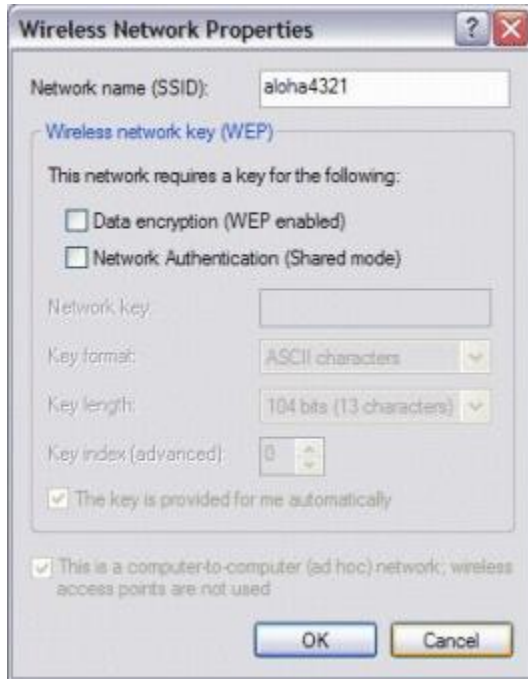 Wireless Network Properties
Network name (SSID): aloha4321
Wireless network key (WEP)
This network requires a key for the following:
Data encryption (WEP enabled)
Network Authentication (Shared mode)
Network key:
Key format: ASCII characters
Key length: 104 bits (13 characters)
Key index (advanced): 0
The key is provided for me automatically
This is a computer-to-computer (ad hoc) network; wireless
access points are not used
OK Cancel